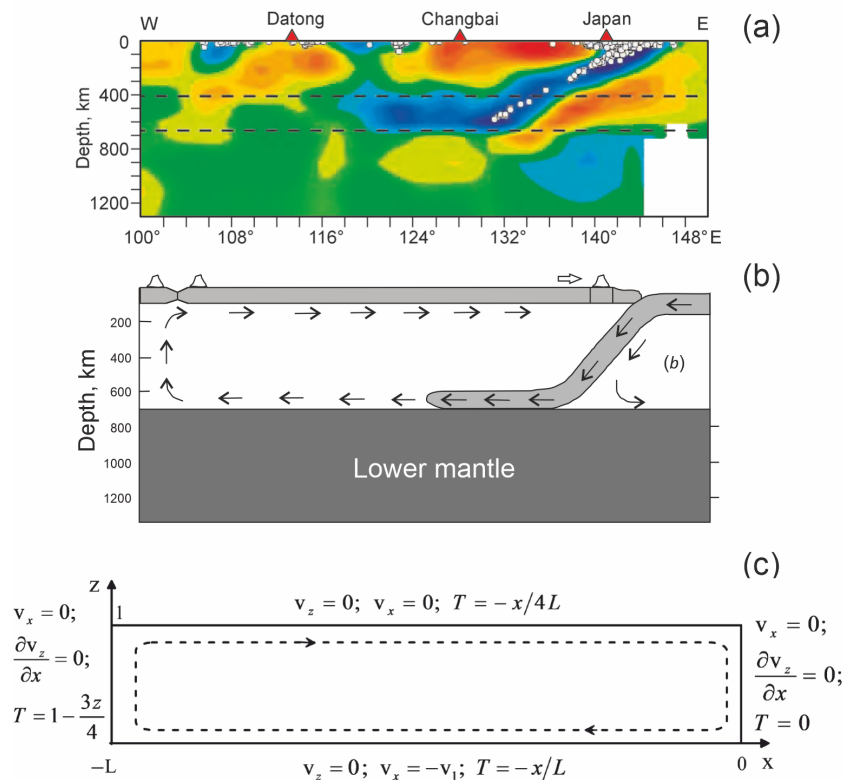 W Datong Changbai Japan E (a)
0
400
800
1200
Depth, km
100° 108° 116° 124° 132° 140° 148°E
(b)
200
400
600
800
1000
1200
Depth, km
(b)
Lower mantle
(c)
z
1
v_z = 0; v_x = 0; T = − x/4L
v_x = 0;
∂v_z/∂x = 0;
T = 1 − 3z/4
v_x = 0;
∂v_z/∂x = 0;
T = 0
−L 0 x
v_z = 0; v_x = −v_1; T = −x/L